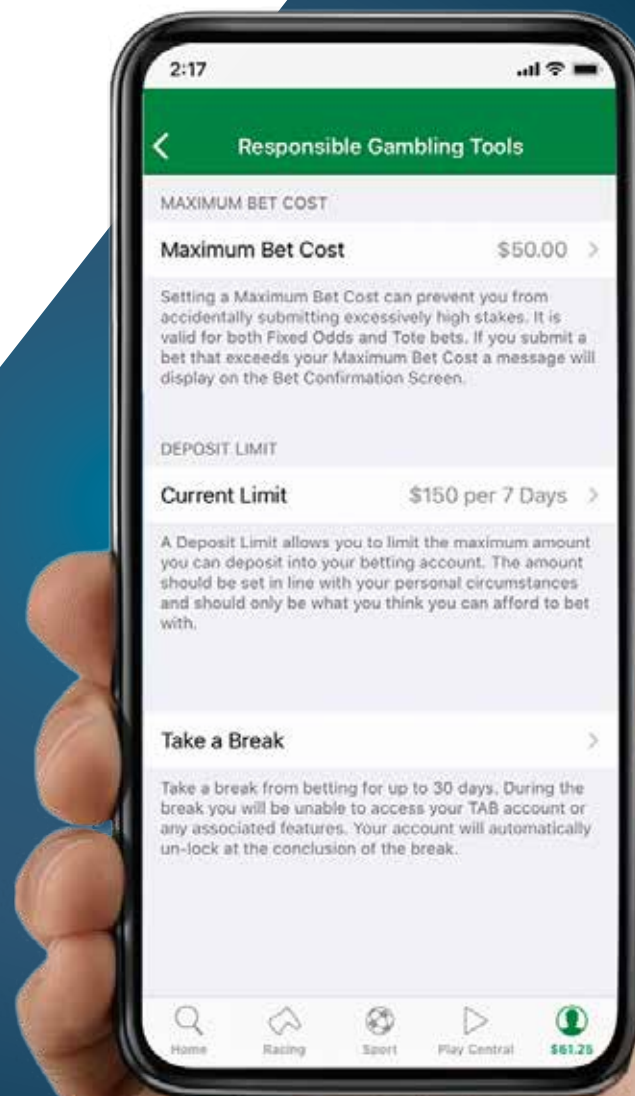 2:17
Responsible Gambling Tools
MAXIMUM BET COST
Maximum Bet Cost $50.00
Setting a Maximum Bet Cost can prevent you from
accidentally submitting excessively high stakes. It is
valid for both Fixed Odds and Tote bets. If you submit a
bet that exceeds your Maximum Bet Cost a message will
display on the Bet Confirmation Screen.
DEPOSIT LIMIT
Current Limit $150 per 7 Days
A Deposit Limit allows you to limit the maximum amount
you can deposit into your betting account. The amount
should be set in line with your personal circumstances
and should only be what you think you can afford to bet
with.
Take a Break
Take a break from betting for up to 30 days. During the
break you will be unable to access your TAB account or
any associated features. Your account will automatically
un-lock at the conclusion of the break.
Home Racing Sport Play Central $61.25